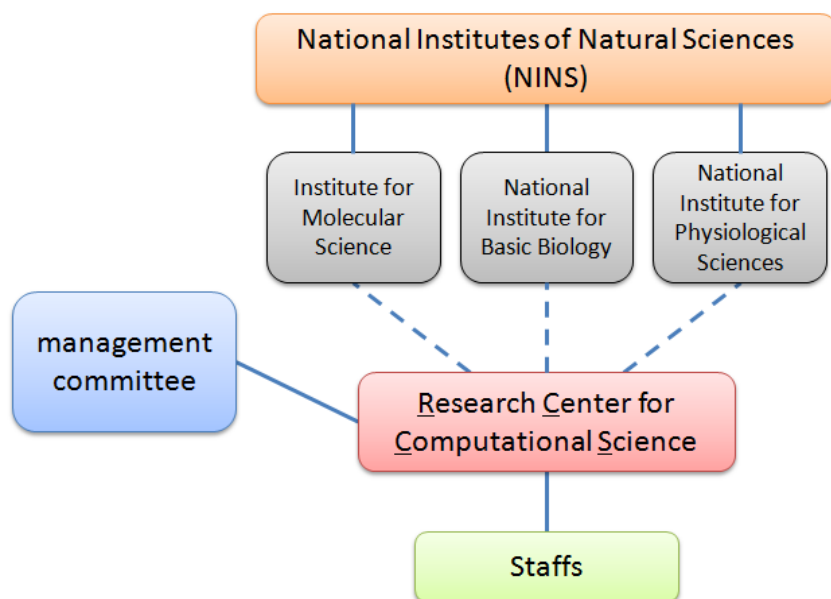 National Institutes of Natural Sciences
(NINS)
Institute for
Molecular
Science
National
Institute for
Basic Biology
National
Institute for
Physiological
Sciences
management
committee
Research Center for
Computational Science
Staffs